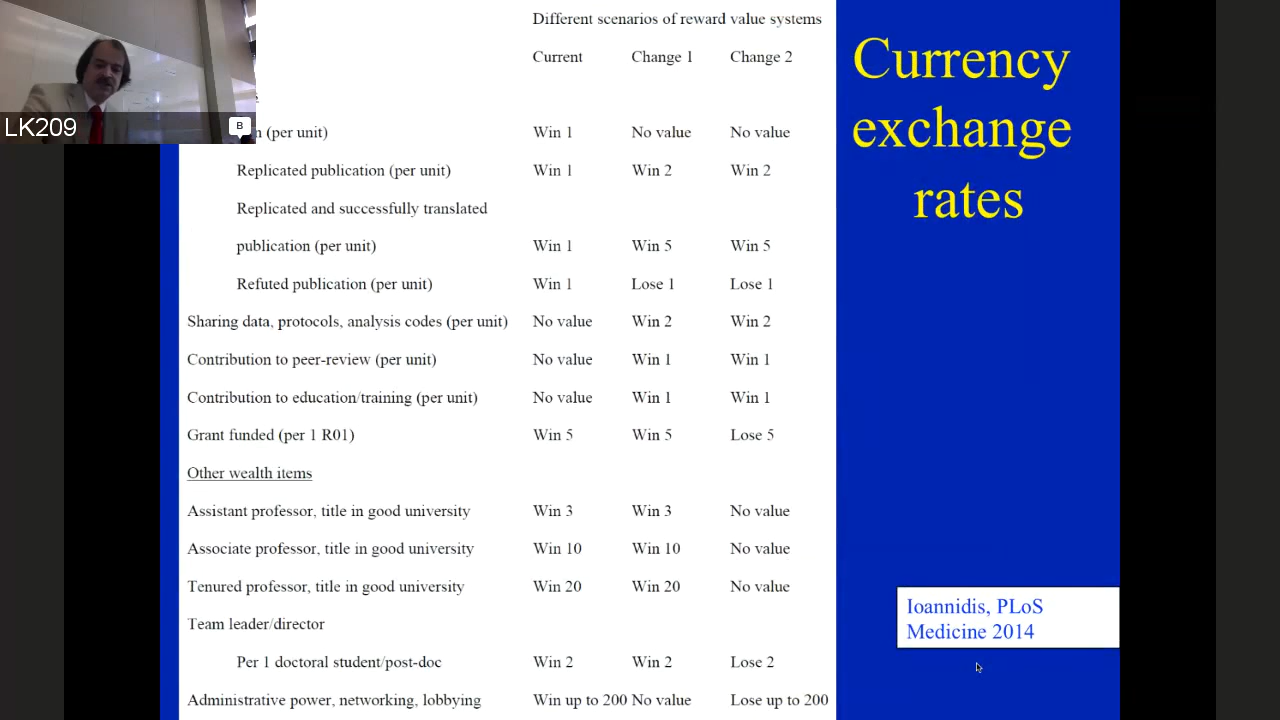 Different scenarios of reward value systems
Current Change 1 Change 2
LK209
B
(per unit) Win 1 No value No value
Replicated publication (per unit) Win 1 Win 2 Win 2
Replicated and successfully translated
publication (per unit) Win 1 Win 5 Win 5
Refuted publication (per unit) Win 1 Lose 1 Lose 1
Sharing data, protocols, analysis codes (per unit) No value Win 2 Win 2
Contribution to peer-review (per unit) No value Win 1 Win 1
Contribution to education/training (per unit) No value Win 1 Win 1
Grant funded (per 1 R01) Win 5 Win 5 Lose 5
Other wealth items
Assistant professor, title in good university Win 3 Win 3 No value
Associate professor, title in good university Win 10 Win 10 No value
Tenured professor, title in good university Win 20 Win 20 No value
Team leader/director
Per 1 doctoral student/post-doc Win 2 Win 2 Lose 2
Administrative power, networking, lobbying Win up to 200 No value Lose up to 200
Currency
exchange
rates
Ioannidis, PLoS
Medicine 2014